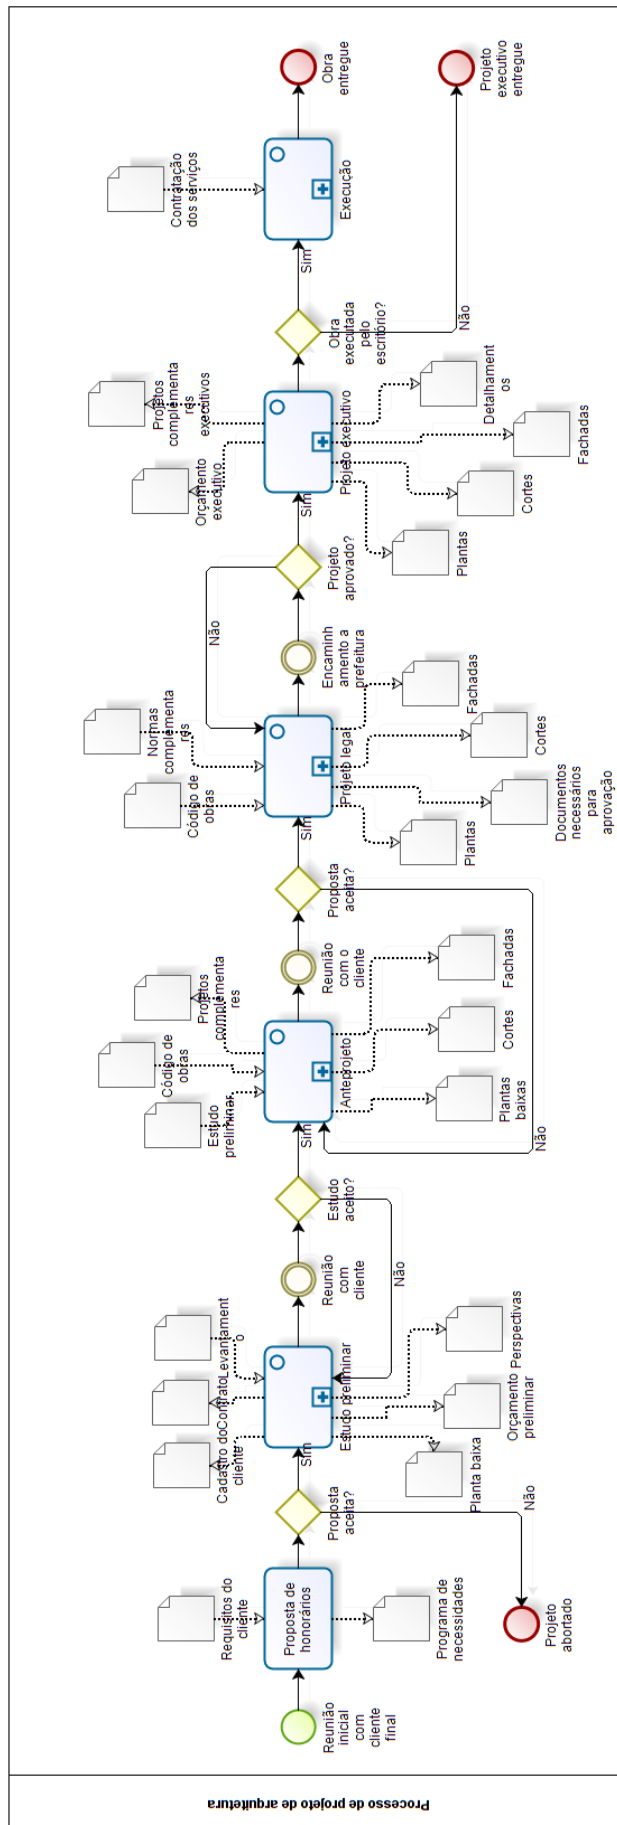 Processo de projeto de arquitetura
Reunião
inicial
com
cliente
final
Requisitos do
cliente
Proposta de
honorários
Programa de
necessidades
Proposta
aceita?
Não
Projeto
abortado
Sim
Cadastro do
cliente
Contrato
Levantament
o
Estudo preliminar
Planta baixa
Orçamento
preliminar
Perspectivas
Reunião
com
cliente
Estudo
aceito?
Não
Sim
Estudo
preliminar
Código de
obras
Projetos
complementa
res
Anteprojeto
Plantas
baixas
Cortes
Fachadas
Reunião
com o
cliente
Proposta
aceita?
Não
Sim
Código de
obras
Normas
complementa
res
Projeto legal
Plantas
Documentos
necessários
para
aprovação
Cortes
Fachadas
Encaminh
amento a
prefeitura
Projeto
aprovado?
Não
Sim
Orçamento
executivo
Projetos
complementa
res
executivos
Projeto executivo
Plantas
Cortes
Fachadas
Detalhament
os
Obra
executada
pelo
escritório?
Não
Sim
Contratação
dos serviços
Execução
Obra
entregue
Projeto
executivo
entregue